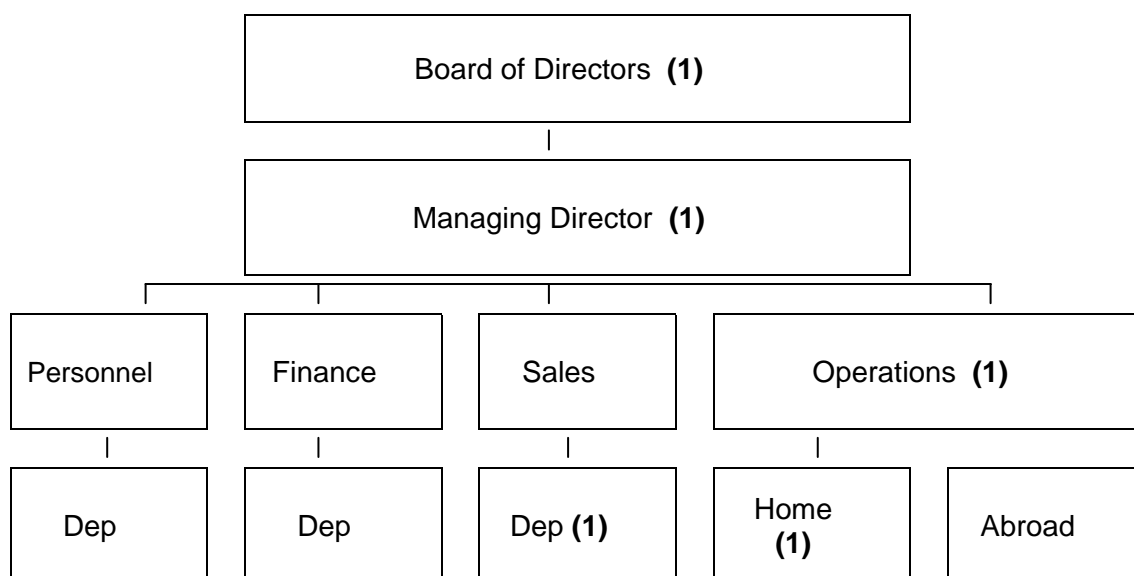 Board of Directors (1)
Managing Director (1)
Personnel
Finance
Sales
Operations (1)
Dep
Dep
Dep (1)
Home
(1)
Abroad